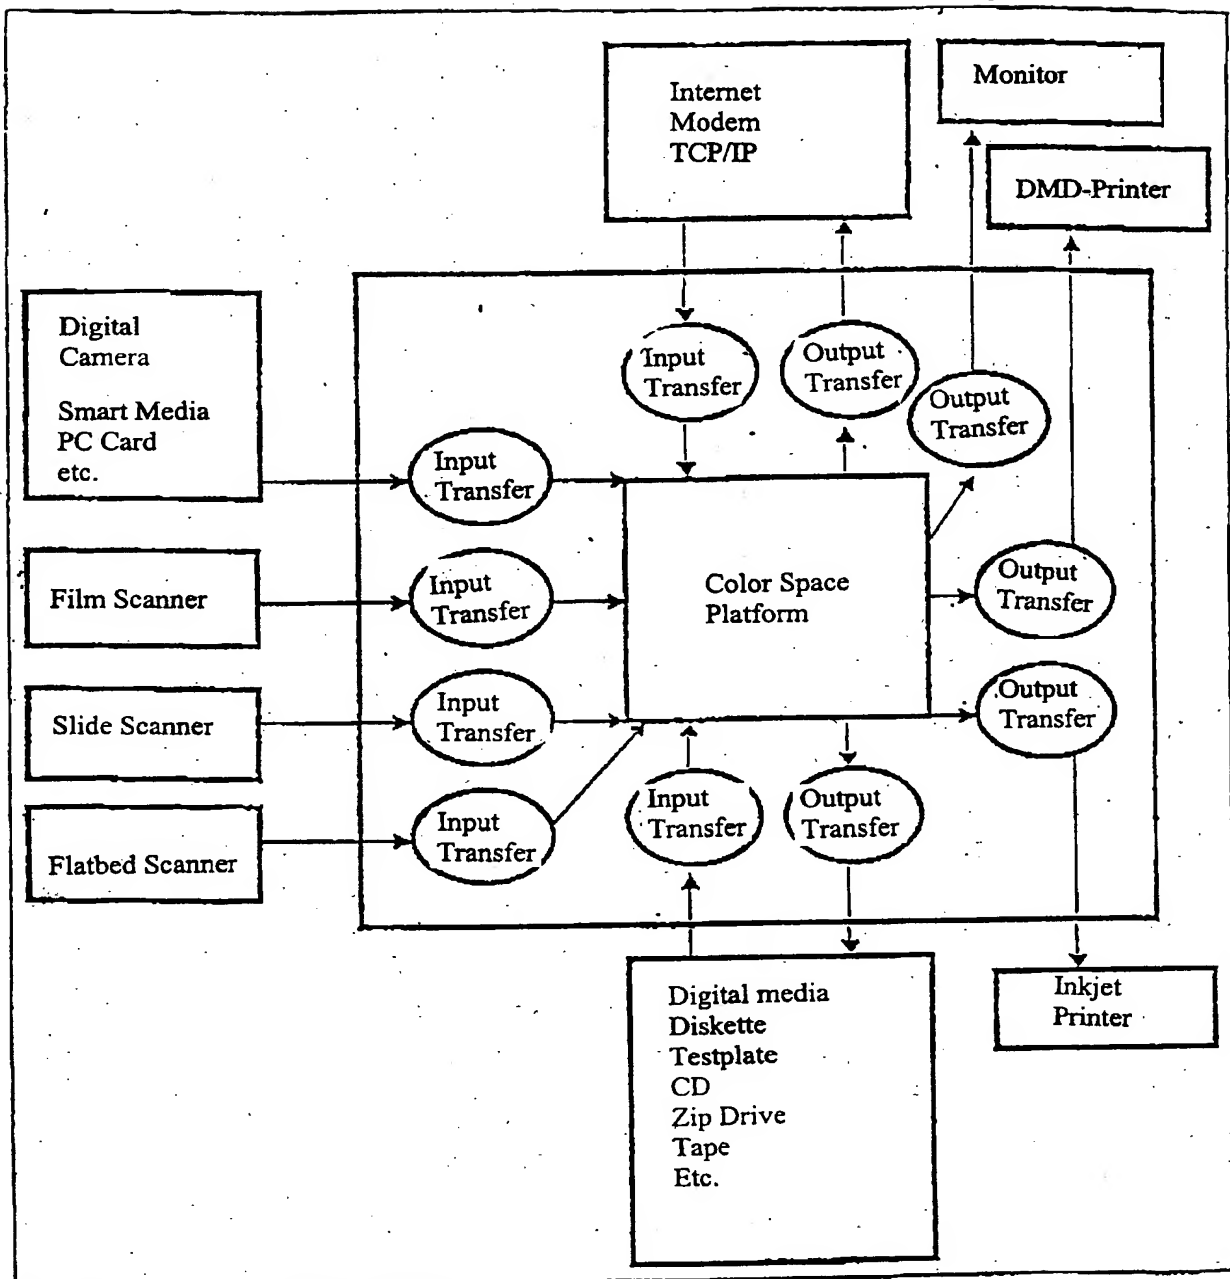 Internet
Modem
TCP/IP
Monitor
DMD-Printer
Digital
Camera
Smart Media
PC Card
etc.
Input
Transfer
Output
Transfer
Output
Transfer
Input
Transfer
Film Scanner
Input
Transfer
Color Space
Platform
Output
Transfer
Slide Scanner
Input
Transfer
Output
Transfer
Flatbed Scanner
Input
Transfer
Input
Transfer
Output
Transfer
Digital media
Diskette
Testplate
CD
Zip Drive
Tape
Etc.
Inkjet
Printer